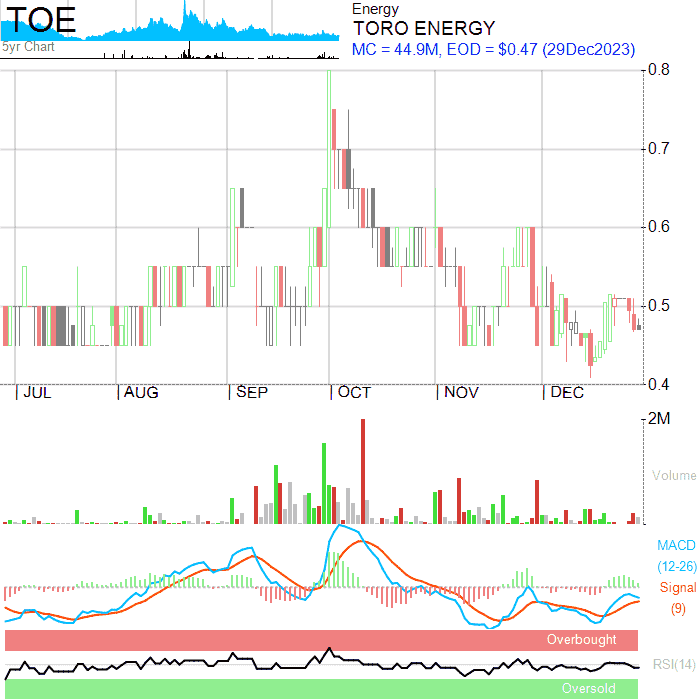 TOE
5yr Chart
Energy
TORO ENERGY
MC = 44.9M, EOD = $0.47 (29Dec2023)
0.8
0.7
0.6
0.5
0.4
JUL AUG SEP OCT NOV DEC
2M
Volume
MACD
(12-26)
Signal
(9)
Overbought
RSI(14)
Oversold